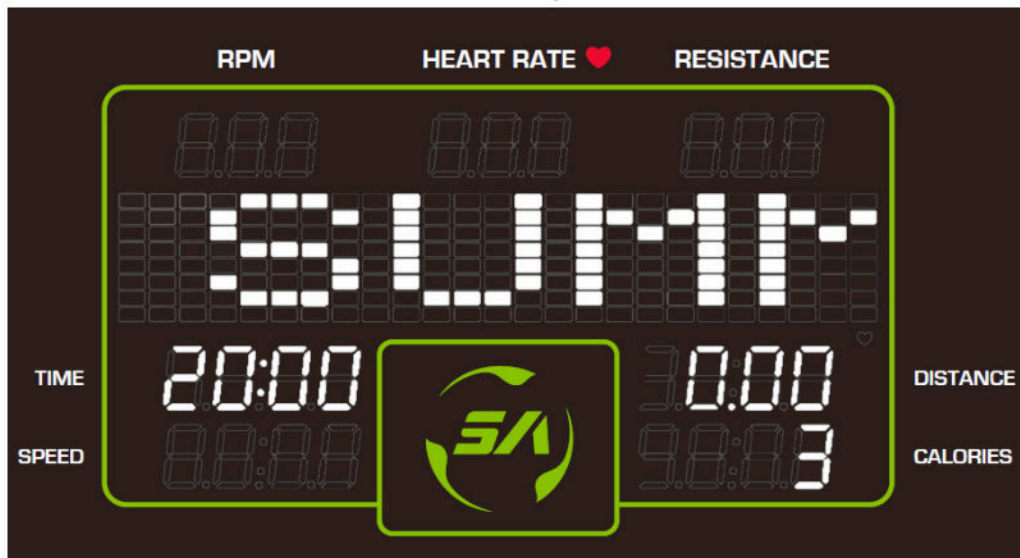 RPM HEART RATE RESISTANCE
SUMM
TIME 20:00 0.00 DISTANCE
SPEED SA 3 CALORIES